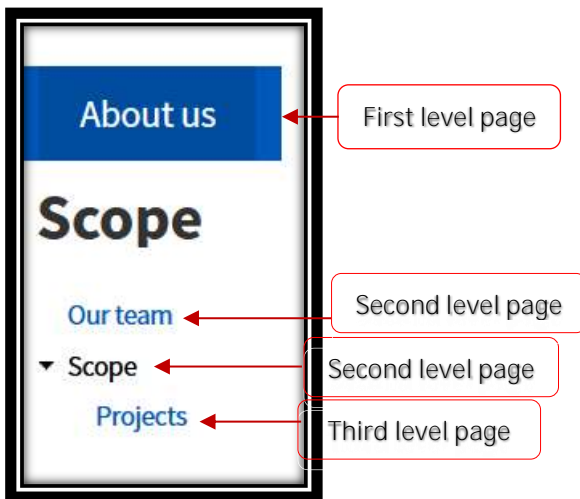 About us
First level page
Scope
Our team
Second level page
Scope
Second level page
Projects
Third level page